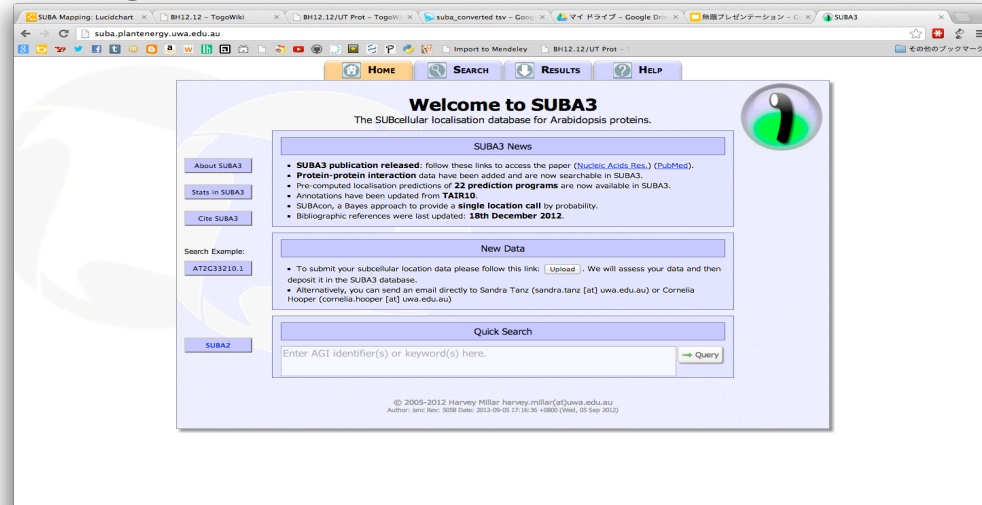 SUBA Mapping: Lucidchart
BH12.12 – TogoWiki
BH12.12/UT Prot – TogoW
suba_converted tsv – Goog
マイ ドライブ – Google Driv
無題プレゼンテーション – G
SUBA3
suba.plantenergy.uwa.edu.au
Import to Mendeley
BH12.12/UT Prot – T
その他のブックマーク
HOME
SEARCH
RESULTS
HELP
Welcome to SUBA3
The SUBcellular localisation database for Arabidopsis proteins.
About SUBA3
Stats in SUBA3
Cite SUBA3
Search Example:
AT2G33210.1
SUBA2
SUBA3 News
▪ SUBA3 publication released: follow these links to access the paper (Nucleic Acids Res.) (PubMed).
▪ Protein-protein interaction data have been added and are now searchable in SUBA3.
▪ Pre-computed localisation predictions of 22 prediction programs are now available in SUBA3.
▪ Annotations have been updated from TAIR10.
▪ SUBAcon, a Bayes approach to provide a single location call by probability.
▪ Bibliographic references were last updated: 18th December 2012.
New Data
▪ To submit your subcellular location data please follow this link: Upload . We will assess your data and then
deposit it in the SUBA3 database.
▪ Alternatively, you can send an email directly to Sandra Tanz (sandra.tanz [at] uwa.edu.au) or Cornelia
Hooper (cornelia.hooper [at] uwa.edu.au)
Quick Search
Enter AGI identifier(s) or keyword(s) here.
→ Query
© 2005-2012 Harvey Millar harvey.millar(at)uwa.edu.au
Author: ianc Rev: 5058 Date: 2012-09-05 17:16:36 +0800 (Wed, 05 Sep 2012)